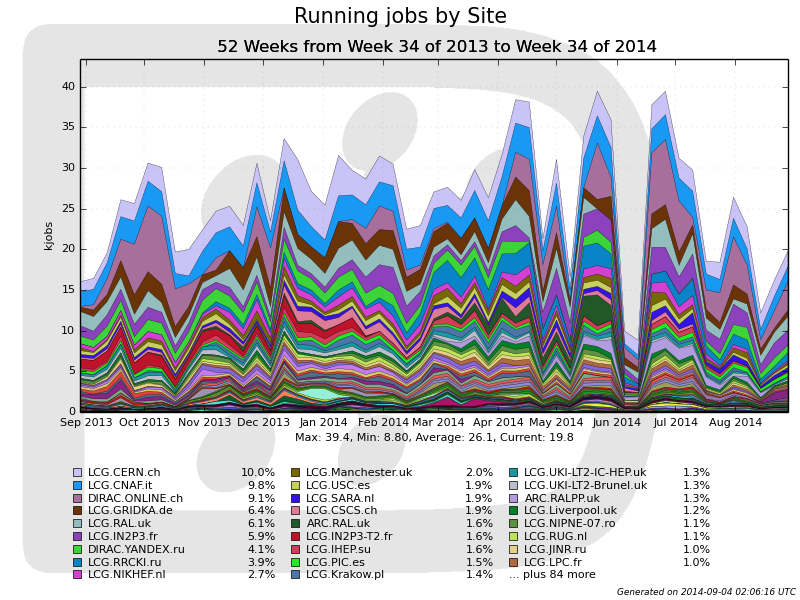 Running jobs by Site
52 Weeks from Week 34 of 2013 to Week 34 of 2014
kjobs
40
35
30
25
20
15
10
5
0
Sep 2013 Oct 2013 Nov 2013 Dec 2013 Jan 2014 Feb 2014 Mar 2014 Apr 2014 May 2014 Jun 2014 Jul 2014 Aug 2014
Max: 39.4, Min: 8.80, Average: 26.1, Current: 19.8
LCG.CERN.ch 10.0% LCG.Manchester.uk 2.0% LCG.UKI-LT2-IC-HEP.uk 1.3%
LCG.CNAF.it 9.8% LCG.USC.es 1.9% LCG.UKI-LT2-Brunel.uk 1.3%
DIRAC.ONLINE.ch 9.1% LCG.SARA.nl 1.9% ARC.RALPP.uk 1.3%
LCG.GRIDKA.de 6.4% LCG.CSCS.ch 1.9% LCG.Liverpool.uk 1.2%
LCG.RAL.uk 6.1% ARC.RAL.uk 1.6% LCG.NIPNE-07.ro 1.1%
LCG.IN2P3.fr 5.9% LCG.IN2P3-T2.fr 1.6% LCG.RUG.nl 1.1%
DIRAC.YANDEX.ru 4.1% LCG.IHEP.su 1.6% LCG.JINR.ru 1.0%
LCG.RRCKI.ru 3.9% LCG.PIC.es 1.5% LCG.LPC.fr 1.0%
LCG.NIKHEF.nl 2.7% LCG.Krakow.pl 1.4% ... plus 84 more
Generated on 2014-09-04 02:06:16 UTC